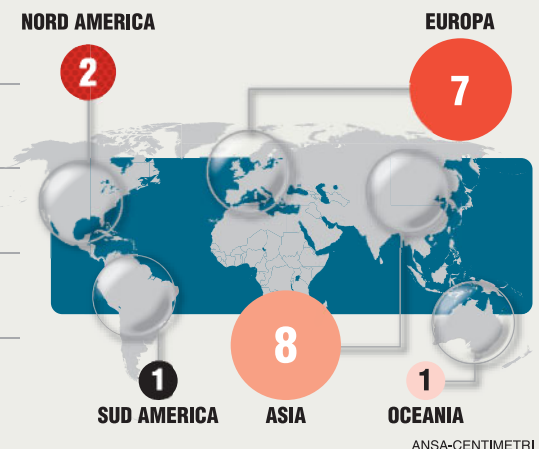 NORD AMERICA
EUROPA
2
7
8
1
1
SUD AMERICA
ASIA
OCEANIA
ANSA-CENTIMETRI